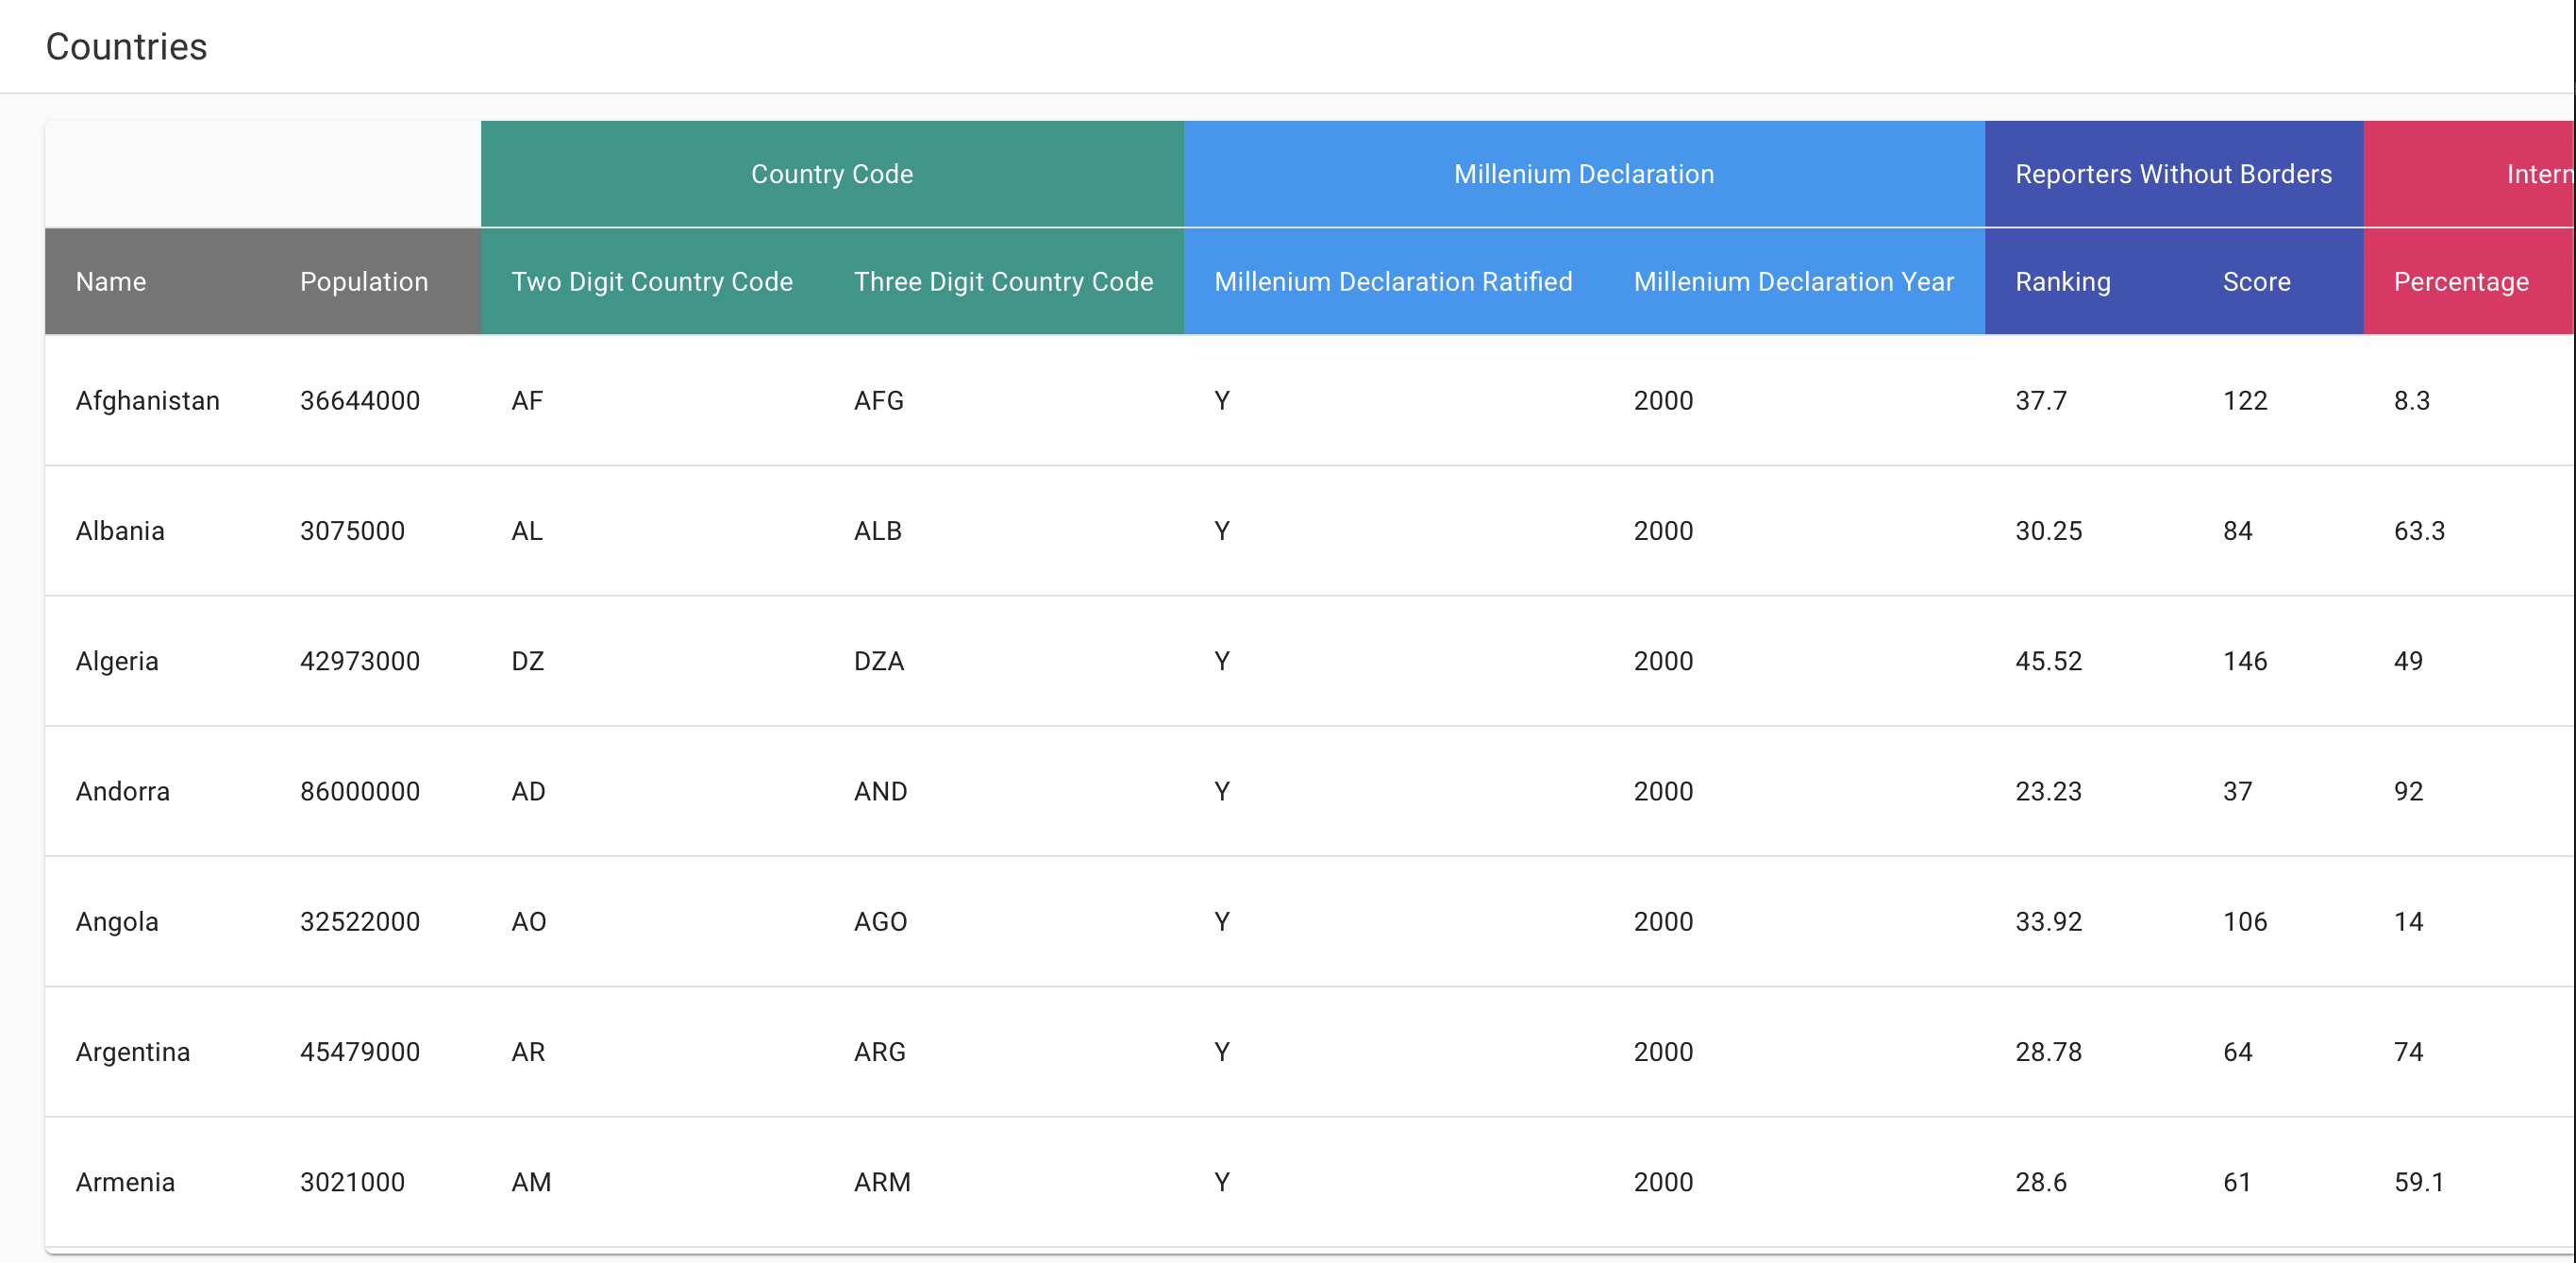 Countries
Country Code Millenium Declaration Reporters Without Borders Intern
Name Population Two Digit Country Code Three Digit Country Code Millenium Declaration Ratified Millenium Declaration Year Ranking Score Percentage
Afghanistan 36644000 AF AFG Y 2000 37.7 122 8.3
Albania 3075000 AL ALB Y 2000 30.25 84 63.3
Algeria 42973000 DZ DZA Y 2000 45.52 146 49
Andorra 86000000 AD AND Y 2000 23.23 37 92
Angola 32522000 AO AGO Y 2000 33.92 106 14
Argentina 45479000 AR ARG Y 2000 28.78 64 74
Armenia 3021000 AM ARM Y 2000 28.6 61 59.1